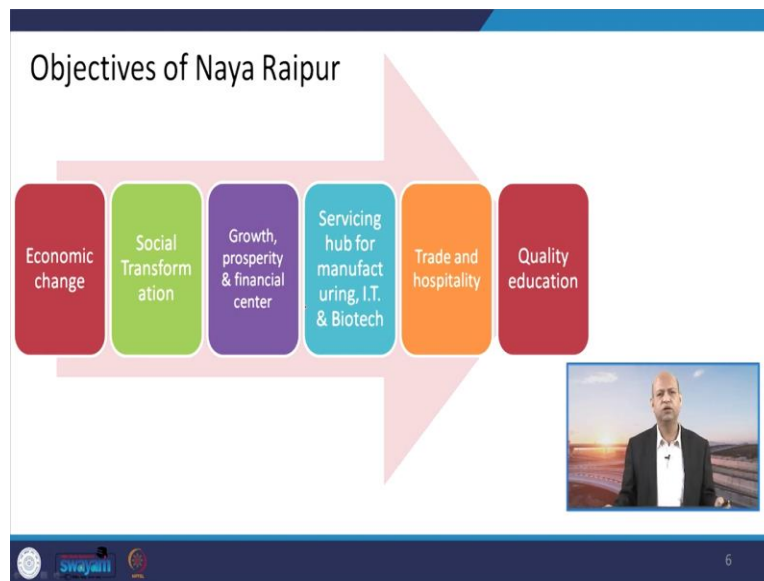 Objectives of Naya Raipur
Economic
change
Social
Transform
ation
Growth,
prosperity
& financial
center
Servicing
hub for
manufact
uring, I.T.
& Biotech
Trade and
hospitality
Quality
education
swayam
6